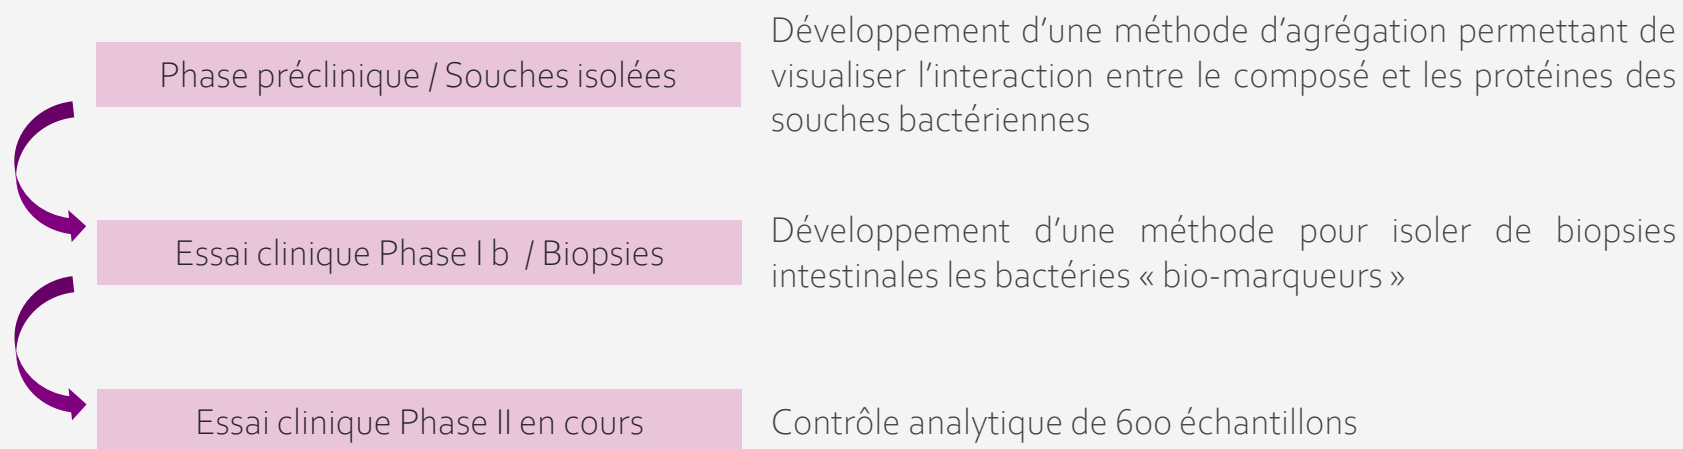 Phase préclinique / Souches isolées
Développement d’une méthode d’agrégation permettant de
visualiser l’interaction entre le composé et les protéines des
souches bactériennes
Essai clinique Phase I b / Biopsies
Développement d’une méthode pour isoler de biopsies
intestinales les bactéries « bio-marqueurs »
Essai clinique Phase II en cours
Contrôle analytique de 600 échantillons